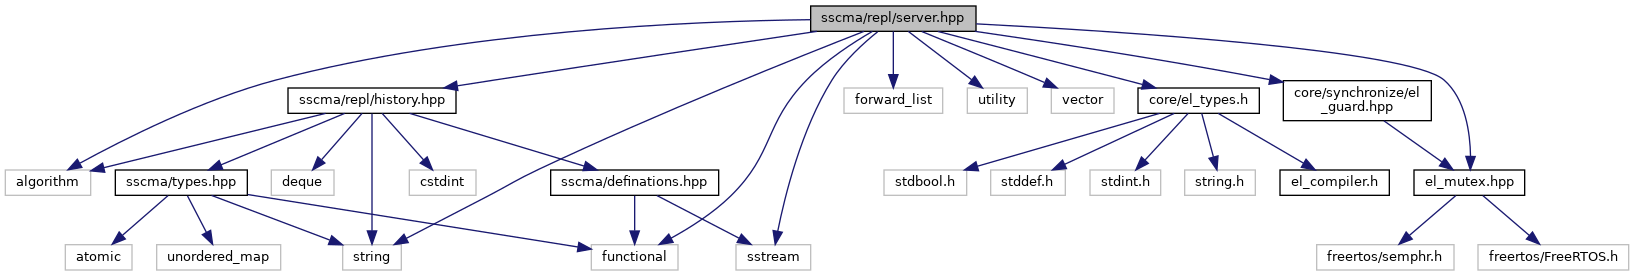 sscma/repl/server.hpp
sscma/repl/history.hpp
forward_list
utility
vector
core/el_types.h
core/synchronize/el
_guard.hpp
algorithm
sscma/types.hpp
deque
cstdint
sscma/definations.hpp
stdbool.h
stddef.h
stdint.h
string.h
el_compiler.h
el_mutex.hpp
atomic
unordered_map
string
functional
sstream
freertos/semphr.h
freertos/FreeRTOS.h